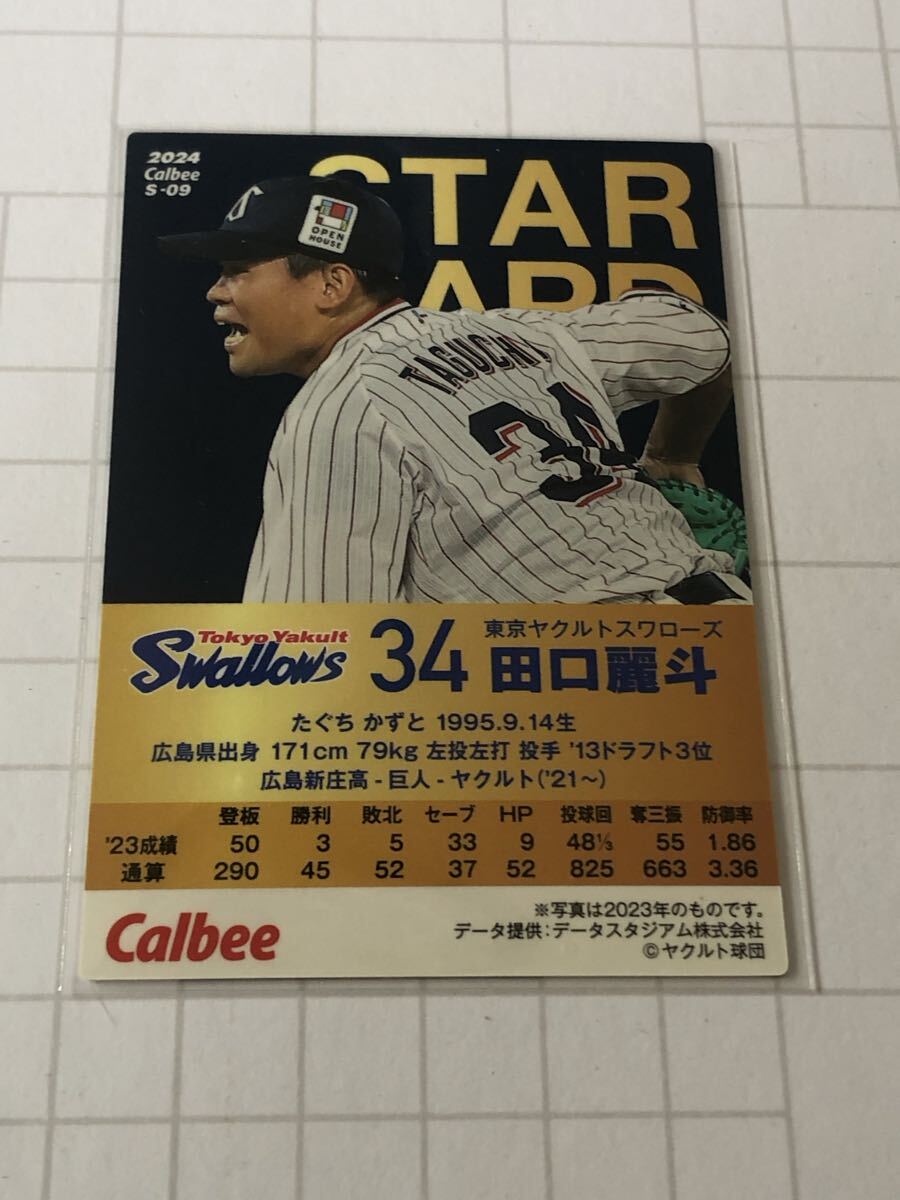 2024
Calbee
S-09
STAR
CARD
OPEN
HOUSE
TAGUCHI
34
Tokyo Yakult
Swallows
34
東京ヤクルトスワローズ
田口麗斗
たぐち かずと 1995.9.14生
広島県出身 171cm 79kg 左投左打 投手 '13ドラフト3位
広島新庄高-巨人-ヤクルト('21～)
登板 勝利 敗北 セーブ HP 投球回 奪三振 防御率
'23成績 50 3 5 33 9 48⅓ 55 1.86
通算 290 45 52 37 52 825 663 3.36
Calbee
※写真は2023年のものです。
データ提供:データスタジアム株式会社
©ヤクルト球団